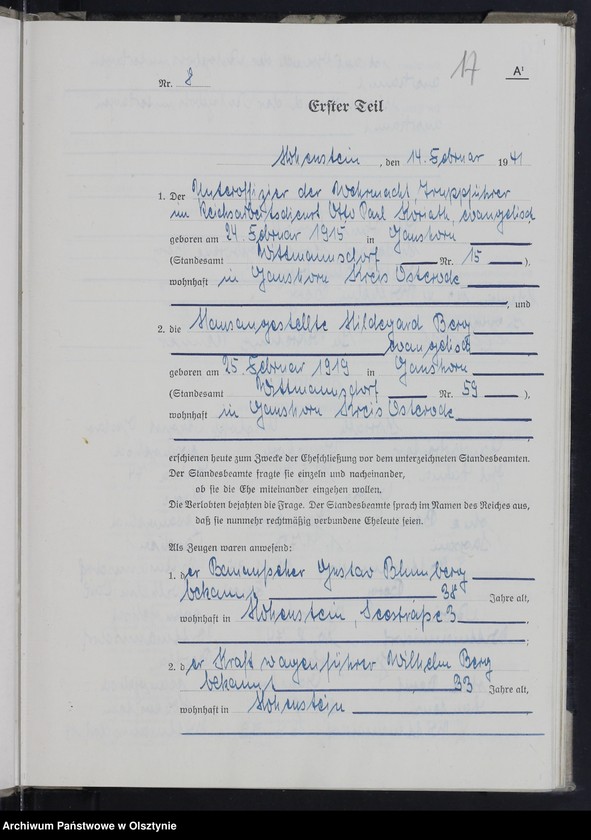 17
A¹
Nr. 8
Erster Teil
Hohenstein, den 14. Februar 1941
1. Der Unteroffizier der Wehrmacht, Truppführer
im Reichsarbeitsdienst Otto Paul Horath, evangelisch
geboren am 24. Februar 1915 in Ganshorn
(Standesamt Wittmannsdorf Nr. 15).
wohnhaft in Ganshorn Kreis Osterode
, und
2. die Hausangestellte Hildegard Berg
evangelisch
geboren am 25. Februar 1919 in Ganshorn
(Standesamt Wittmannsdorf Nr. 59).
wohnhaft in Ganshorn Kreis Osterode
erschienen heute zum Zwecke der Eheschließung vor dem unterzeichneten Standesbeamten.
Der Standesbeamte fragte sie einzeln und nacheinander,
ob sie die Ehe miteinander eingehen wollen.
Die Verlobten bejahten die Frage. Der Standesbeamte sprach im Namen des Reiches aus,
daß sie nunmehr rechtmäßig verbundene Eheleute seien.
Als Zeugen waren anwesend:
1. der Gustav Blumberg
bekannt 38 Jahre alt,
wohnhaft in Hohenstein, Seestraße 3
;
2. der Kraftwagenführer Wilhelm Berg
bekannt 33 Jahre alt,
wohnhaft in Hohenstein
Archiwum Państwowe w Olsztynie